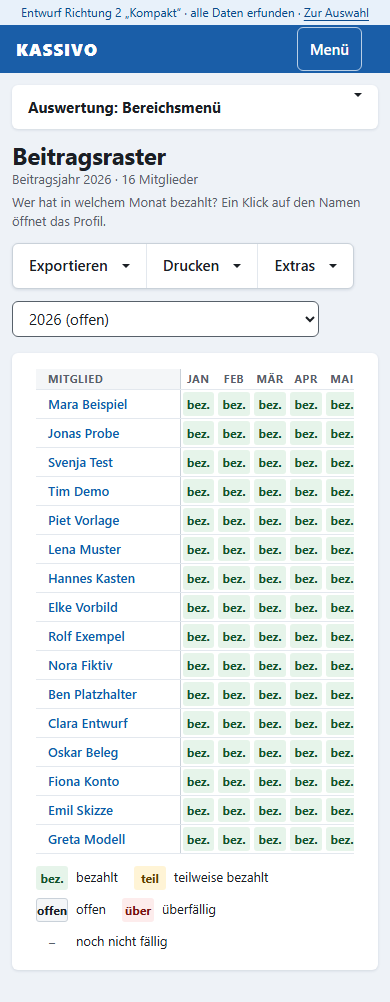 Entwurf Richtung 2 „Kompakt“ · alle Daten erfunden · Zur Auswahl
KASSIVO
Menü
Auswertung: Bereichsmenü
Beitragsraster
Beitragsjahr 2026 · 16 Mitglieder
Wer hat in welchem Monat bezahlt? Ein Klick auf den Namen
öffnet das Profil.
Exportieren Drucken Extras
2026 (offen)
MITGLIED JAN FEB MÄR APR MAI
Mara Beispiel bez. bez. bez. bez. bez.
Jonas Probe bez. bez. bez. bez. bez.
Svenja Test bez. bez. bez. bez. bez.
Tim Demo bez. bez. bez. bez. bez.
Piet Vorlage bez. bez. bez. bez. bez.
Lena Muster bez. bez. bez. bez. bez.
Hannes Kasten bez. bez. bez. bez. bez.
Elke Vorbild bez. bez. bez. bez. bez.
Rolf Exempel bez. bez. bez. bez. bez.
Nora Fiktiv bez. bez. bez. bez. bez.
Ben Platzhalter bez. bez. bez. bez. bez.
Clara Entwurf bez. bez. bez. bez. bez.
Oskar Beleg bez. bez. bez. bez. bez.
Fiona Konto bez. bez. bez. bez. bez.
Emil Skizze bez. bez. bez. bez. bez.
Greta Modell bez. bez. bez. bez. bez.
bez. bezahlt teil teilweise bezahlt
offen offen über überfällig
– noch nicht fällig